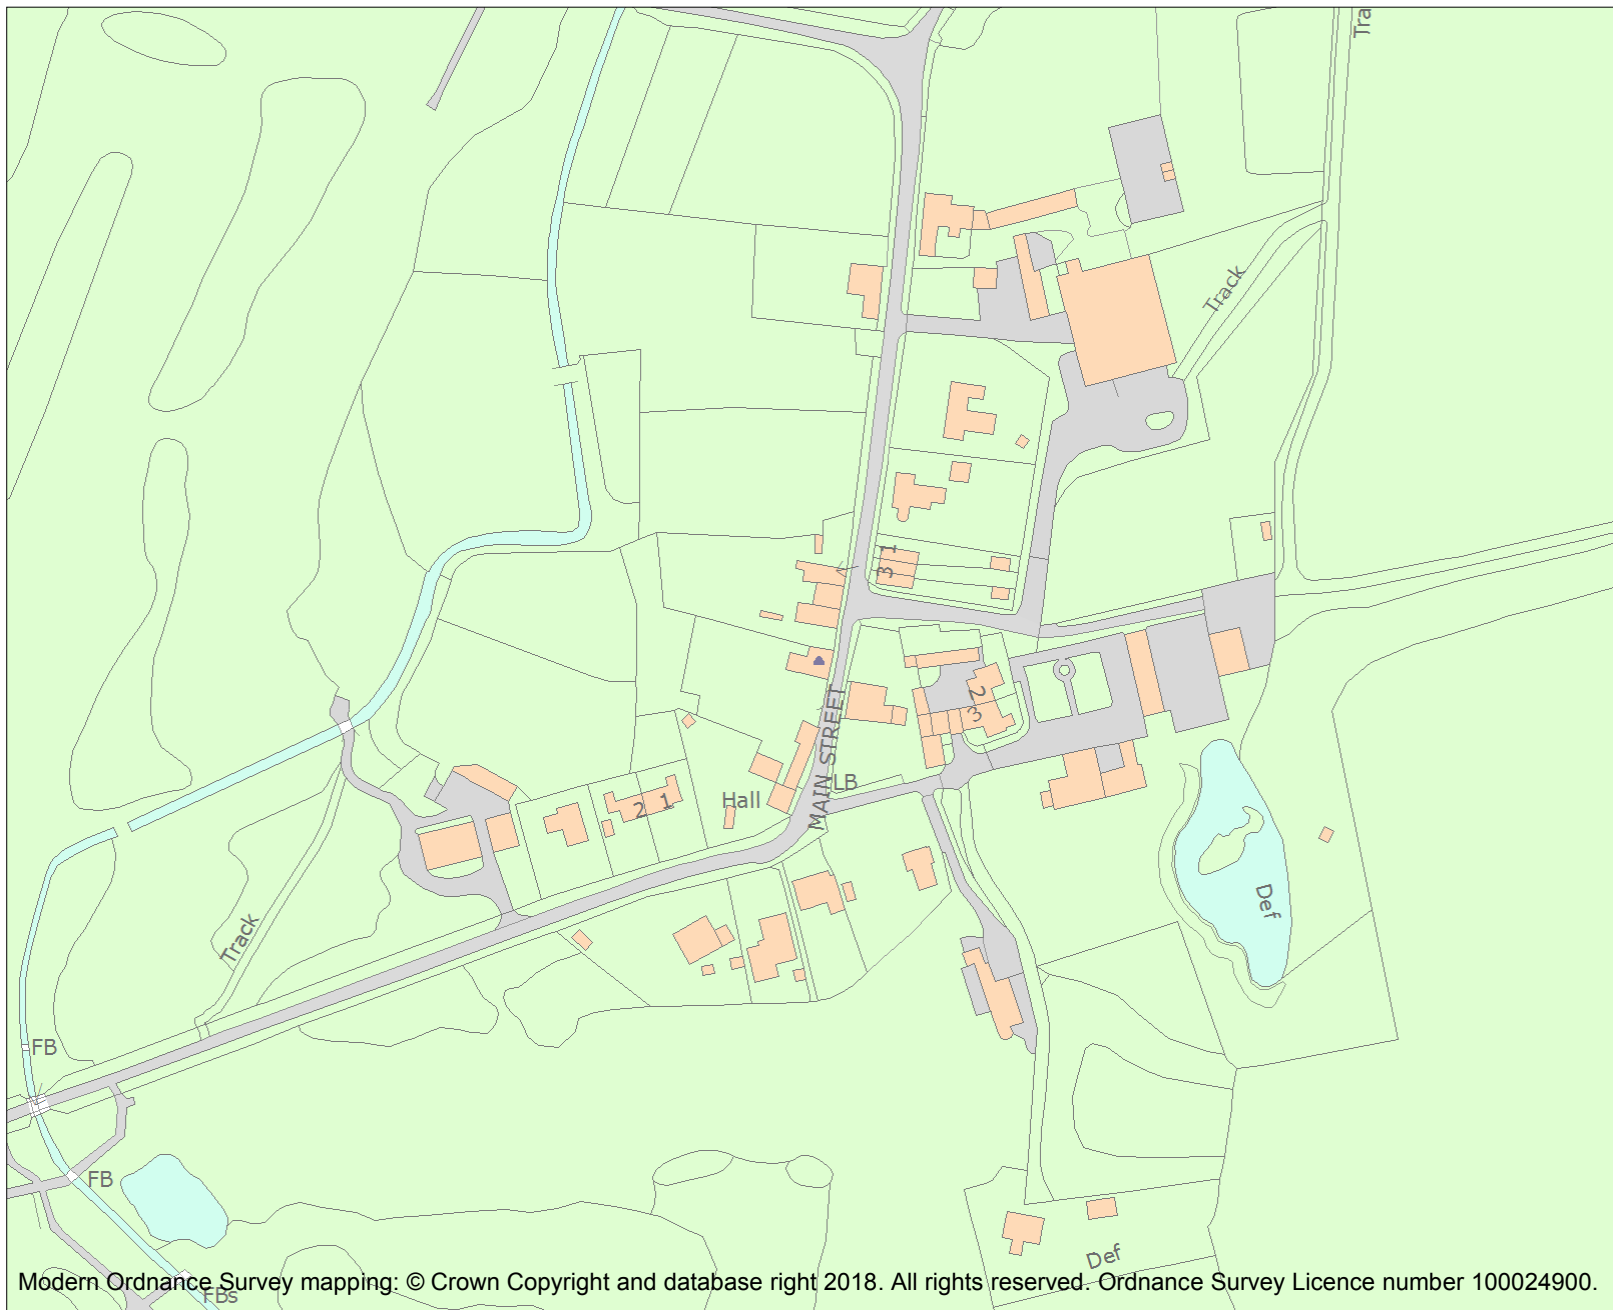 Tra
Track
1
3
2
3
MAIN STREET
LB
Hall
2 1
Def
Track
FB
FB
Def
FBs
Modern Ordnance Survey mapping: © Crown Copyright and database right 2018. All rights reserved. Ordnance Survey Licence number 100024900.